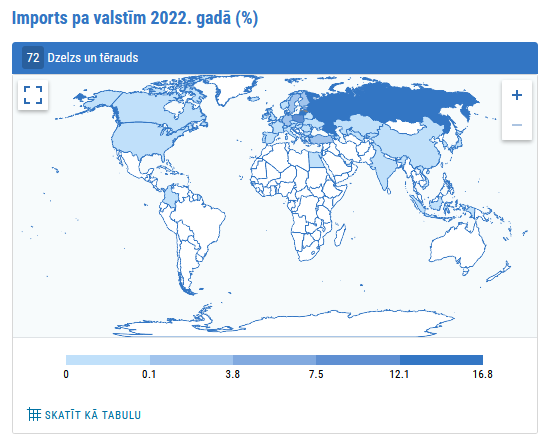 Imports pa valstīm 2022. gadā (%)
72 Dzelzs un tērauds
+
−
0 0.1 3.8 7.5 12.1 16.8
SKATĪT KĀ TABULU